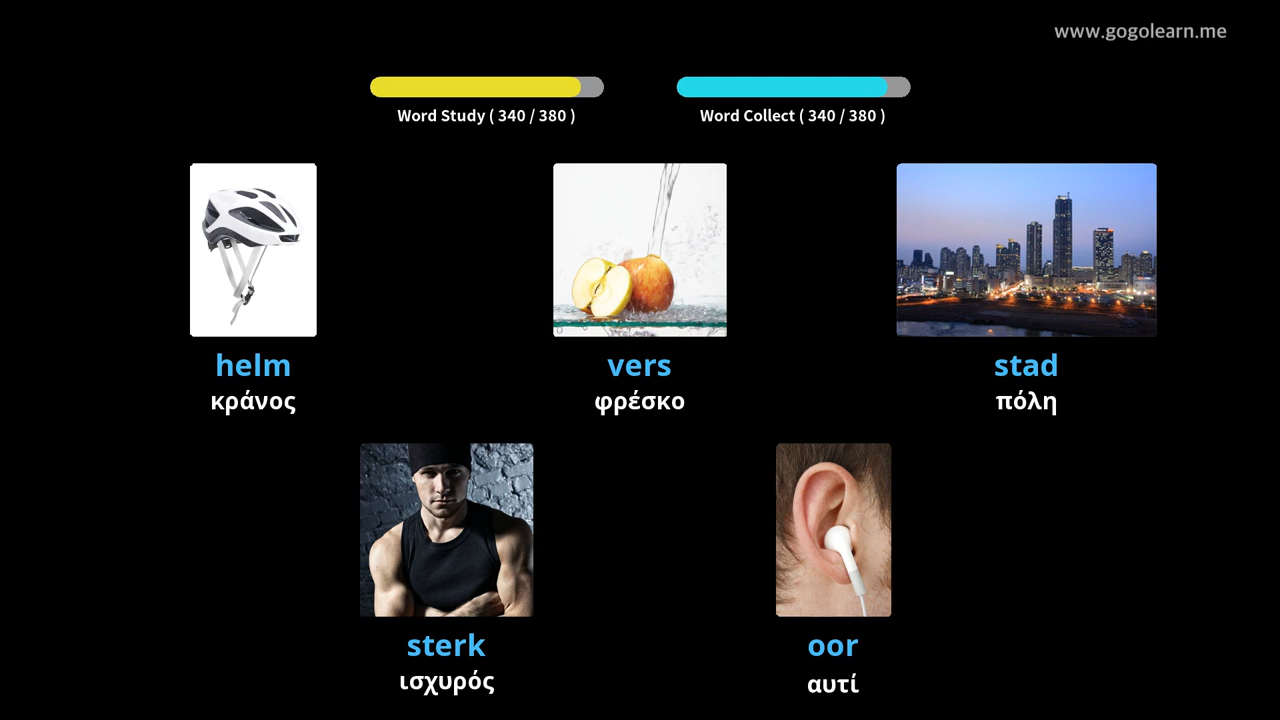 www.gogolearn.me
Word Study ( 340 / 380 )
Word Collect ( 340 / 380 )
helm
κράνος
vers
φρέσκο
stad
πόλη
sterk
ισχυρός
oor
αυτί